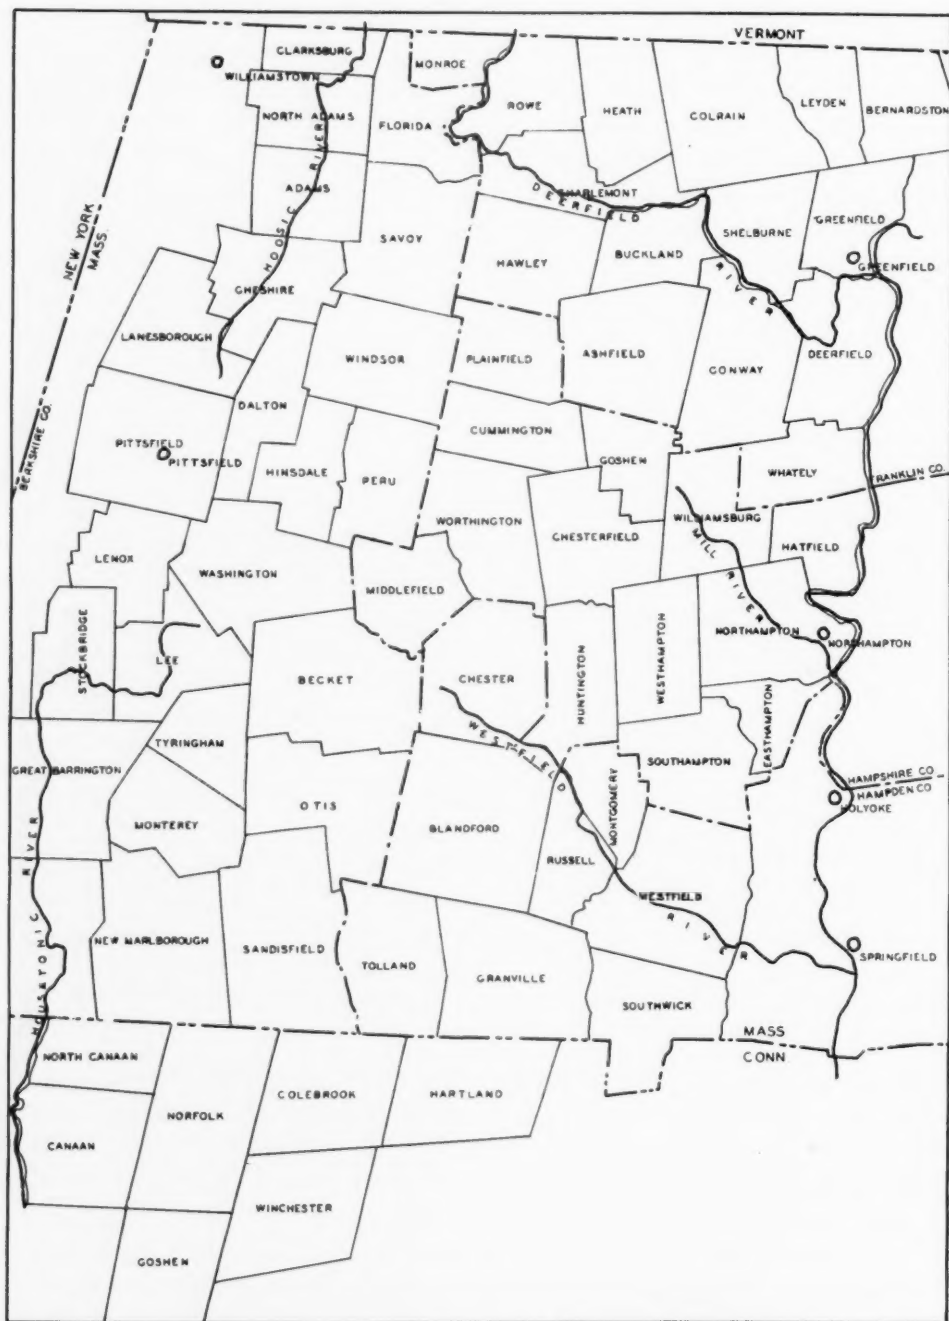 VERMONT
CLARKSBURG
MONROE
WILLIAMSTOWN
ROWE
HEATH
COLRAIN
LEYDEN
BERNARDSTON
NORTH ADAMS
FLORIDA
HOOSIC RIVER
ADAMS
DEERFIELD RIVER
CHARLEMONT
NEW YORK
MASS.
SAVOY
HAWLEY
BUCKLAND
SHELBURNE
GREENFIELD
GREENFIELD
CHESHIRE
LANESBOROUGH
WINDSOR
PLAINFIELD
ASHFIELD
CONWAY
DEERFIELD
DALTON
BERKSHIRE CO.
PITTSFIELD
PITTSFIELD
CUMMINGTON
GOSHEN
HINSDALE
PERU
WHATELY
FRANKLIN CO.
WORTHINGTON
CHESTERFIELD
WILLIAMSBURG
HATFIELD
MILL RIVER
LENOX
WASHINGTON
MIDDLEFIELD
STOCKBRIDGE
LEE
BECKET
CHESTER
HUNTINGTON
WESTHAMPTON
NORTHAMPTON
NORTHAMPTON
EASTHAMPTON
TYRINGHAM
GREAT BARRINGTON
WESTFIELD RIVER
SOUTHAMPTON
HAMPSHIRE CO.
HAMPDEN CO.
HOLYOKE
OTIS
MONTEREY
BLANDFORD
MONTGOMERY
RUSSELL
WESTFIELD
HOUSETONIC RIVER
NEW MARLBOROUGH
SANDISFIELD
TOLLAND
GRANVILLE
SOUTHWICK
SPRINGFIELD
MASS
CONN
NORTH CANAAN
COLEBROOK
HARTLAND
NORFOLK
CANAAN
WINCHESTER
GOSHEN